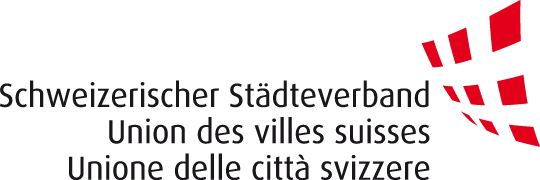 Schweizerischer Städteverband
Union des villes suisses
Unione delle città svizzere